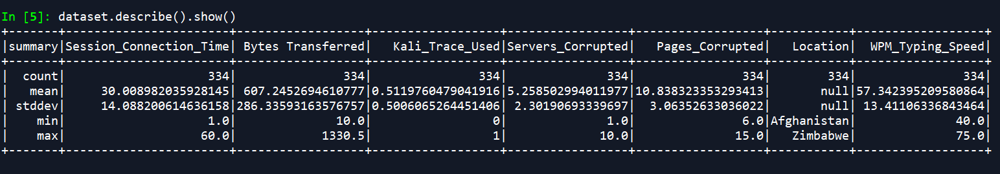 In [5]: dataset.describe().show()
+-------+-----------------------+------------------+------------------+-----------------+-----------------+-----------+-----------------+
|summary|Session_Connection_Time| Bytes Transferred|   Kali_Trace_Used|Servers_Corrupted|  Pages_Corrupted|   Location| WPM_Typing_Speed|
+-------+-----------------------+------------------+------------------+-----------------+-----------------+-----------+-----------------+
|  count|                    334|               334|               334|              334|              334|        334|              334|
|   mean|     30.008982035928145| 607.2452694610777|0.5119760479041916|5.258502994011977|10.838323353293413|       null|57.342395209580864|
| stddev|     14.088200614636158|286.33593163576757|0.5006065264451406| 2.30190693339697| 3.06352633036022|       null|13.41106336843464|
|    min|                    1.0|              10.0|                 0|              1.0|              6.0|Afghanistan|             40.0|
|    max|                   60.0|            1330.5|                 1|             10.0|             15.0|   Zimbabwe|             75.0|
+-------+-----------------------+------------------+------------------+-----------------+-----------------+-----------+-----------------+